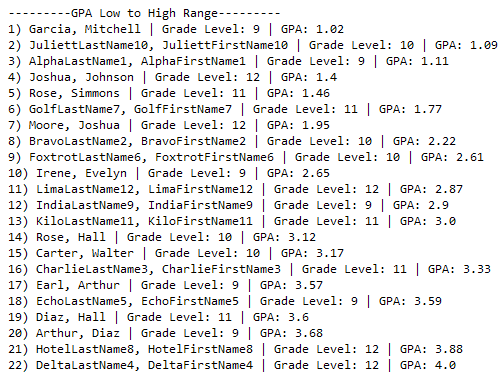 ---------GPA Low to High Range---------
1) Garcia, Mitchell | Grade Level: 9 | GPA: 1.02
2) JuliettLastName10, JuliettFirstName10 | Grade Level: 10 | GPA: 1.09
3) AlphaLastName1, AlphaFirstName1 | Grade Level: 9 | GPA: 1.11
4) Joshua, Johnson | Grade Level: 12 | GPA: 1.4
5) Rose, Simmons | Grade Level: 11 | GPA: 1.46
6) GolfLastName7, GolfFirstName7 | Grade Level: 11 | GPA: 1.77
7) Moore, Joshua | Grade Level: 12 | GPA: 1.95
8) BravoLastName2, BravoFirstName2 | Grade Level: 10 | GPA: 2.22
9) FoxtrotLastName6, FoxtrotFirstName6 | Grade Level: 10 | GPA: 2.61
10) Irene, Evelyn | Grade Level: 9 | GPA: 2.65
11) LimaLastName12, LimaFirstName12 | Grade Level: 12 | GPA: 2.87
12) IndiaLastName9, IndiaFirstName9 | Grade Level: 9 | GPA: 2.9
13) KiloLastName11, KiloFirstName11 | Grade Level: 11 | GPA: 3.0
14) Rose, Hall | Grade Level: 10 | GPA: 3.12
15) Carter, Walter | Grade Level: 10 | GPA: 3.17
16) CharlieLastName3, CharlieFirstName3 | Grade Level: 11 | GPA: 3.33
17) Earl, Arthur | Grade Level: 9 | GPA: 3.57
18) EchoLastName5, EchoFirstName5 | Grade Level: 9 | GPA: 3.59
19) Diaz, Hall | Grade Level: 11 | GPA: 3.6
20) Arthur, Diaz | Grade Level: 9 | GPA: 3.68
21) HotelLastName8, HotelFirstName8 | Grade Level: 12 | GPA: 3.88
22) DeltaLastName4, DeltaFirstName4 | Grade Level: 12 | GPA: 4.0